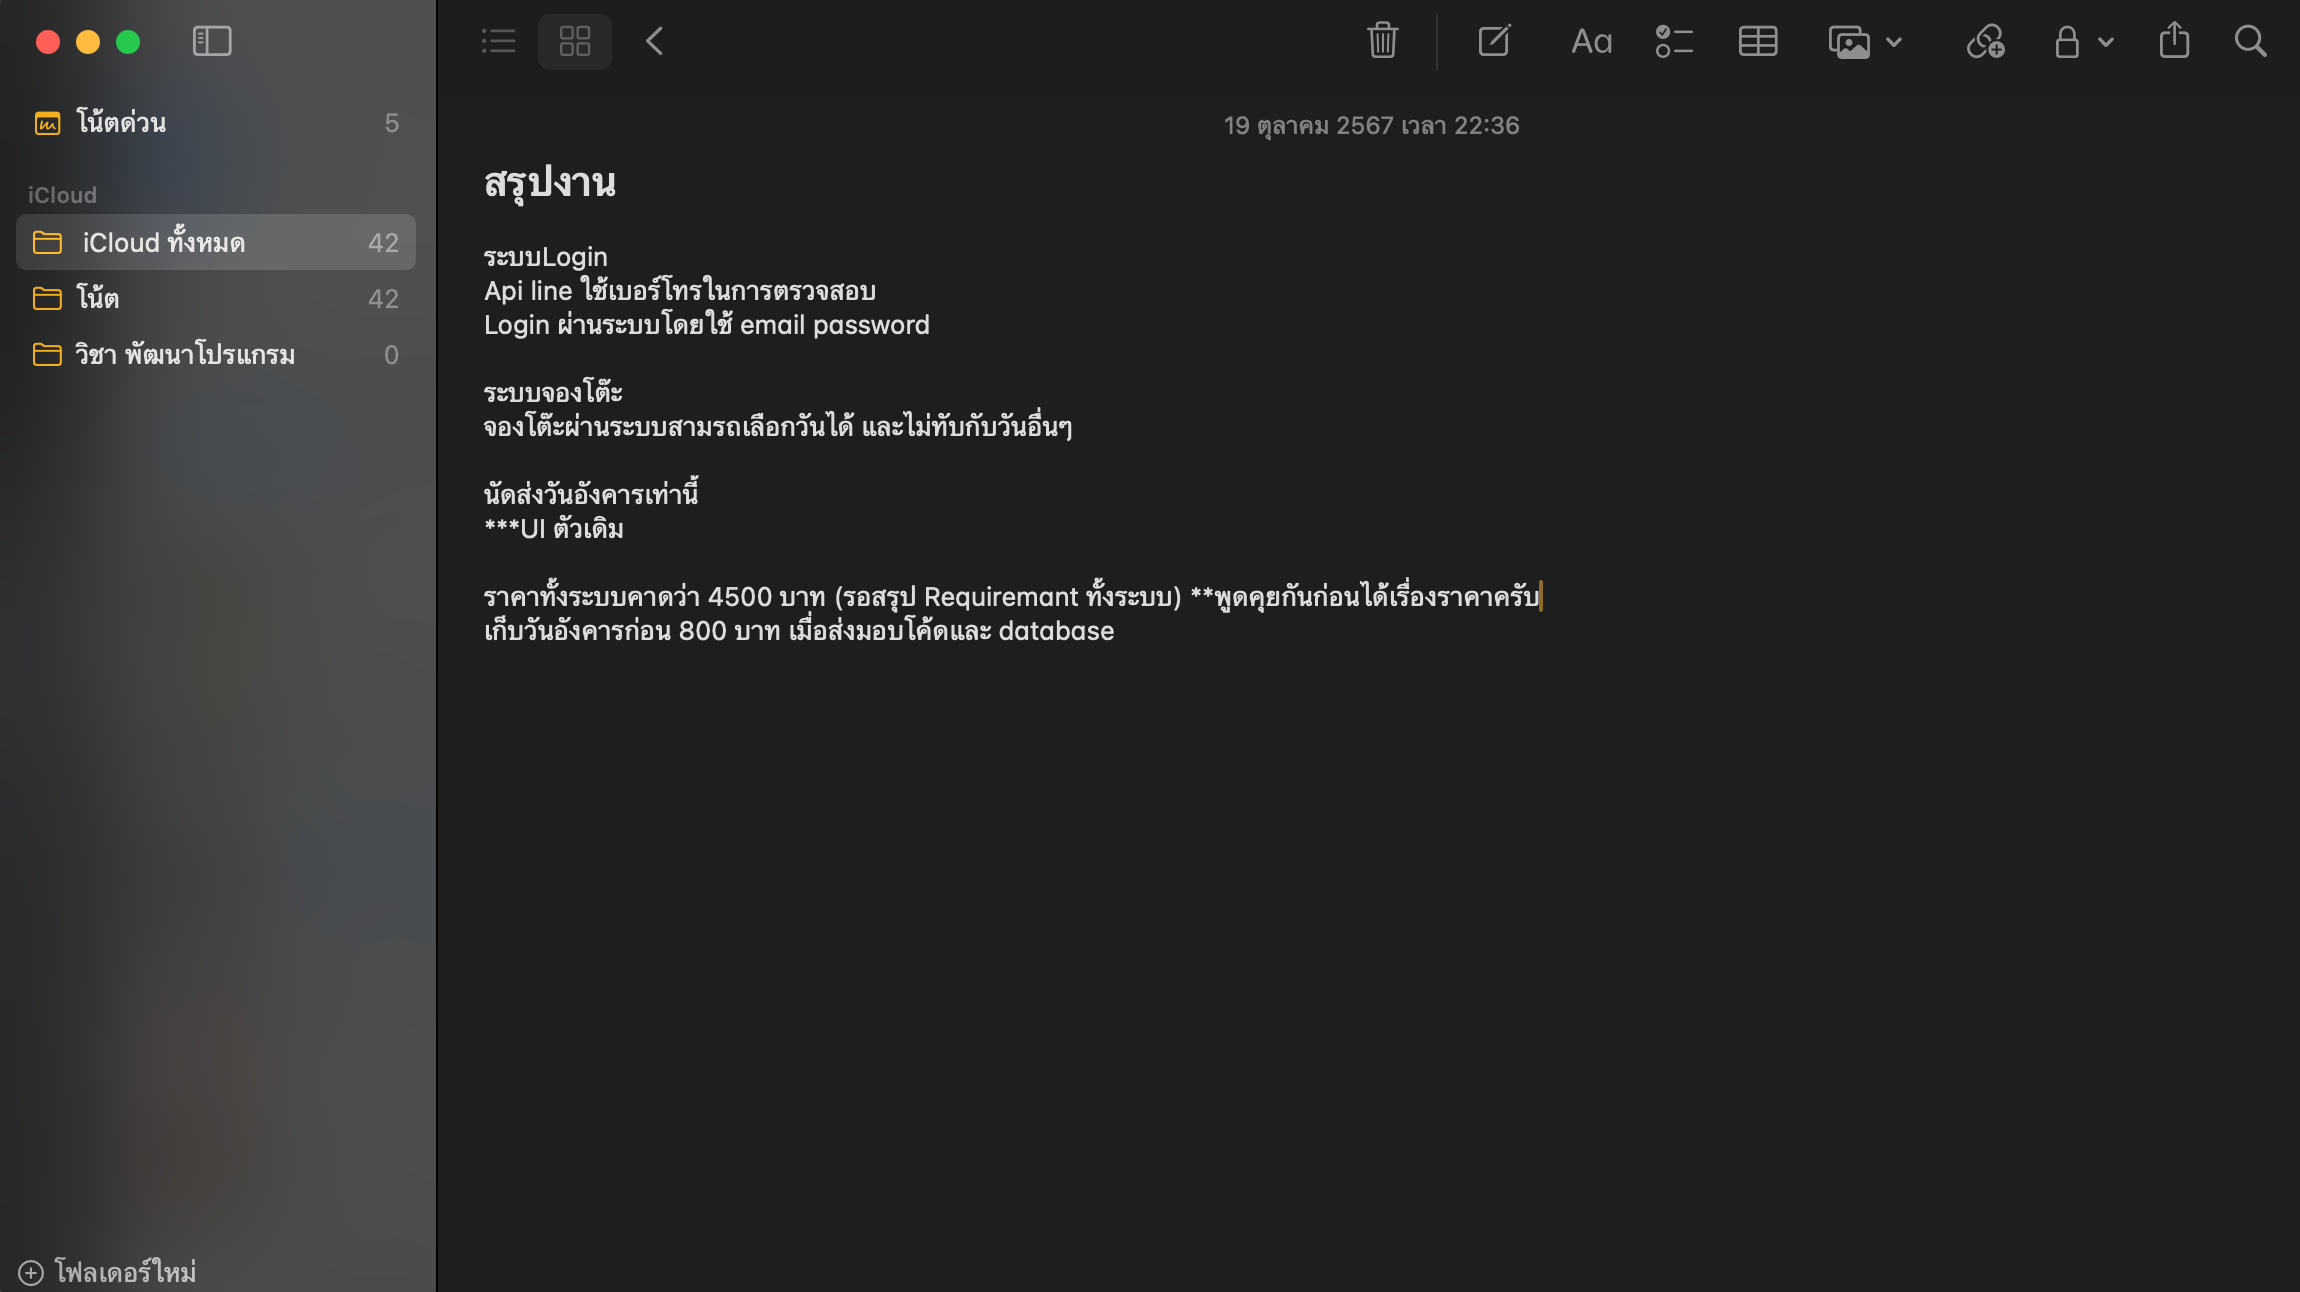 โน้ตด่วน 5
iCloud
iCloud ทั้งหมด 42
โน้ต 42
วิชา พัฒนาโปรแกรม 0
โฟลเดอร์ใหม่
Aa
19 ตุลาคม 2567 เวลา 22:36
สรุปงาน
ระบบLogin
Api line ใช้เบอร์โทรในการตรวจสอบ
Login ผ่านระบบโดยใช้ email password
ระบบจองโต๊ะ
จองโต๊ะผ่านระบบสามรถเลือกวันได้ และไม่ทับกับวันอื่นๆ
นัดส่งวันอังคารเท่านี้
***UI ตัวเดิม
ราคาทั้งระบบคาดว่า 4500 บาท (รอสรุป Requiremant ทั้งระบบ) **พูดคุยกันก่อนได้เรื่องราคาครับ
เก็บวันอังคารก่อน 800 บาท เมื่อส่งมอบโค้ดและ database